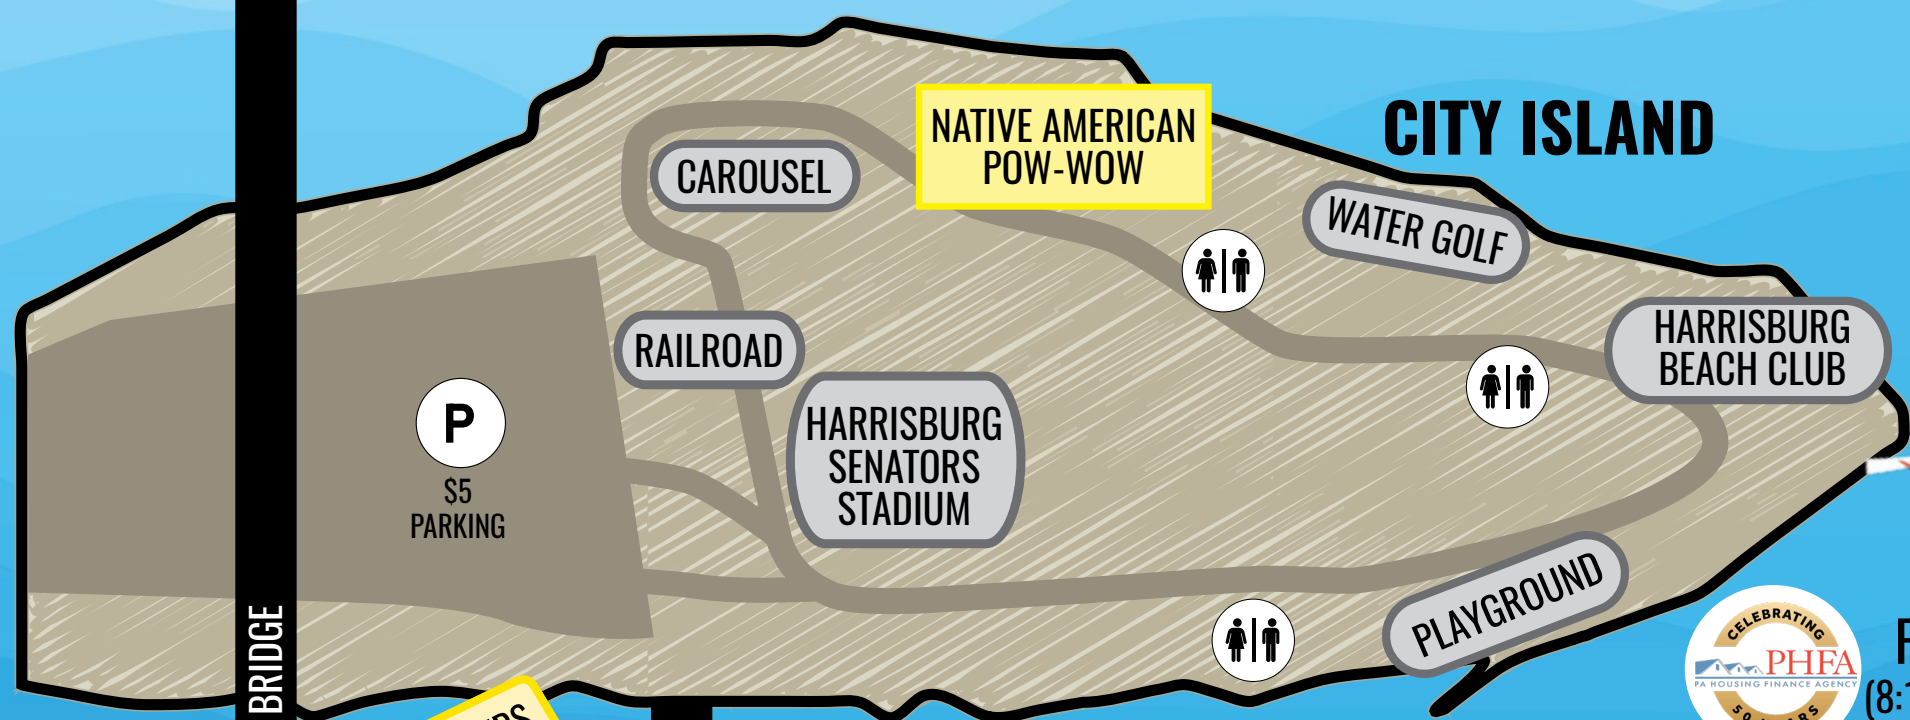 CITY ISLAND
NATIVE AMERICAN
POW-WOW
CAROUSEL
WATER GOLF
RAILROAD
HARRISBURG
BEACH CLUB
HARRISBURG
SENATORS
STADIUM
P
$5
PARKING
PLAYGROUND
BRIDGE
CELEBRATING
PHFA
PA HOUSING FINANCE AGENCY